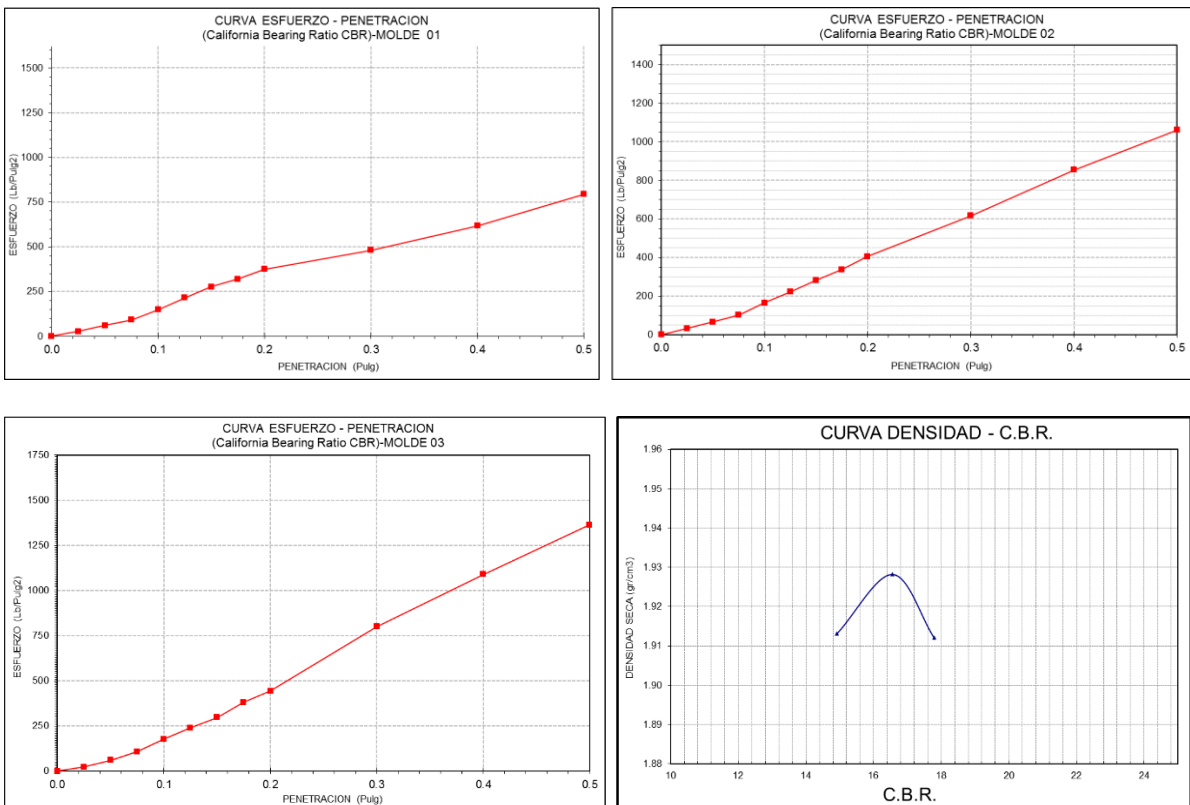 CURVA ESFUERZO - PENETRACION
(California Bearing Ratio CBR)-MOLDE 01
ESFUERZO (Lb/Pulg2)
1500
1250
1000
750
500
250
0
0.0 0.1 0.2 0.3 0.4 0.5
PENETRACION (Pulg)
CURVA ESFUERZO - PENETRACION
(California Bearing Ratio CBR)-MOLDE 02
ESFUERZO (Lb/Pulg2)
1400
1200
1000
800
600
400
200
0
0.0 0.1 0.2 0.3 0.4 0.5
PENETRACION (Pulg)
CURVA ESFUERZO - PENETRACION
(California Bearing Ratio CBR)-MOLDE 03
ESFUERZO (Lb/Pulg2)
1750
1500
1250
1000
750
500
250
0
0.0 0.1 0.2 0.3 0.4 0.5
PENETRACION (Pulg)
CURVA DENSIDAD - C.B.R.
DENSIDAD SECA (gr/cm3)
1.96
1.95
1.94
1.93
1.92
1.91
1.90
1.89
1.88
10 12 14 16 18 20 22 24
C.B.R.